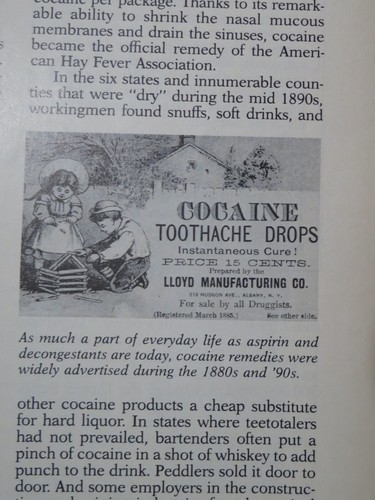 cocaine per package. Thanks to its remark-
able ability to shrink the nasal mucous
membranes and drain the sinuses, cocaine
became the official remedy of the Ameri-
can Hay Fever Association.
In the six states and innumerable coun-
ties that were “dry” during the mid 1890s,
workingmen found snuffs, soft drinks, and
COCAINE
TOOTHACHE DROPS
Instantaneous Cure!
PRICE 15 CENTS.
Prepared by the
LLOYD MANUFACTURING CO.
219 HUDSON AVE., ALBANY, N. Y.
For sale by all Druggists.
(Registered March 1885.) See other side.
As much a part of everyday life as aspirin and
decongestants are today, cocaine remedies were
widely advertised during the 1880s and ’90s.
other cocaine products a cheap substitute
for hard liquor. In states where teetotalers
had not prevailed, bartenders often put a
pinch of cocaine in a shot of whiskey to add
punch to the drink. Peddlers sold it door to
door. And some employers in the construc-